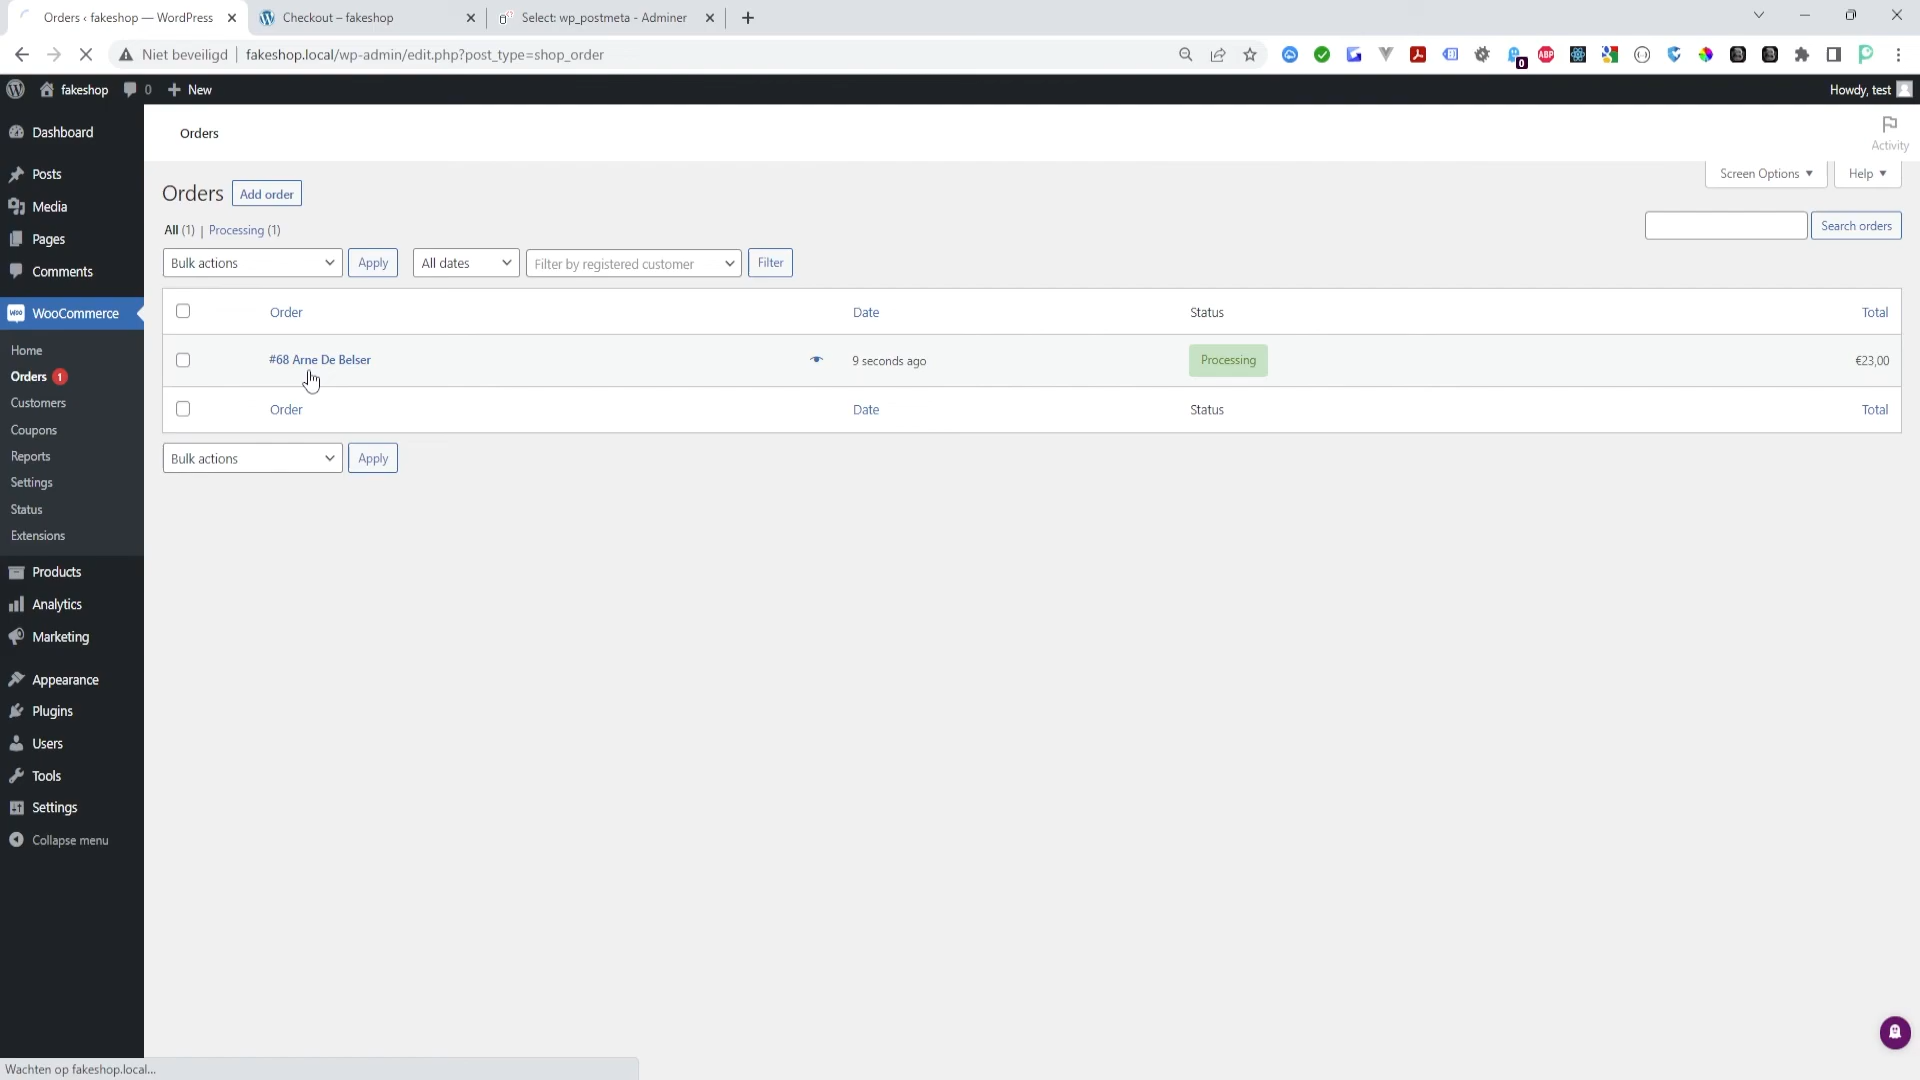 Orders ‹ fakeshop — WordPress
Checkout – fakeshop
Select: wp_postmeta - Adminer
Niet beveiligd
fakeshop.local/wp-admin/edit.php?post_type=shop_order
ABP
0
fakeshop
0
New
Howdy, test
Dashboard
Posts
Media
Pages
Comments
WooCommerce
Home
Orders 1
Customers
Coupons
Reports
Settings
Status
Extensions
Products
Analytics
Marketing
Appearance
Plugins
Users
Tools
Settings
Collapse menu
Orders
Activity
Screen Options
Help
Orders
Add order
All (1) | Processing (1)
Search orders
Bulk actions
Apply
All dates
Filter by registered customer
Filter
Order
Date
Status
Total
#68 Arne De Belser
9 seconds ago
Processing
€23,00
Order
Date
Status
Total
Bulk actions
Apply
Wachten op fakeshop.local...